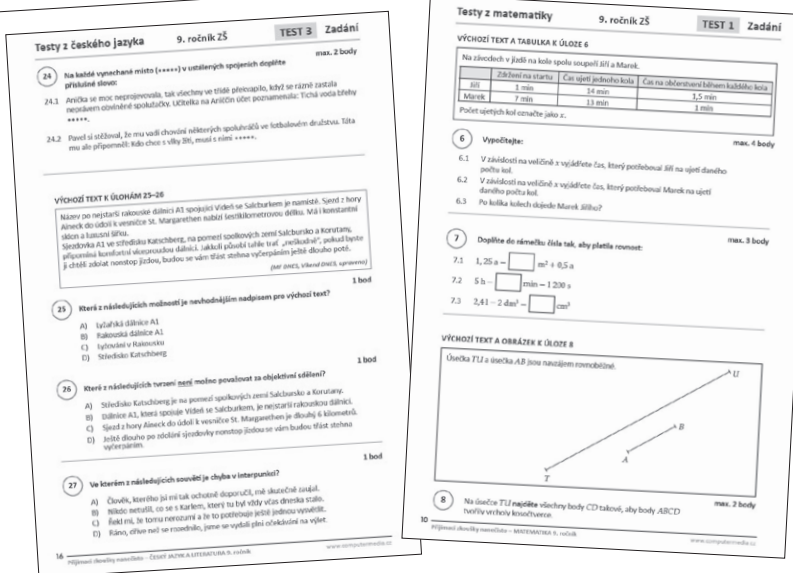 Testy z českého jazyka 9. ročník ZŠ TEST 3 Zadání
max. 2 body
24 Na každé vynechané místo (•••••) v ustálených spojeních doplňte
příslušné slovo:
24.1 Anička se moc neprojevovala, tak všechny ve třídě překvapilo, když se rázně zastala
neprávem obviněné spolužačky. Učitelka na Aniččin účet poznamenala: Tichá voda břehy
•••••.
24.2 Pavel si stěžoval, že mu vadí chování některých spoluhráčů ve fotbalovém družstvu. Táta
mu ale připomněl: Kdo chce s vlky žíti, musí s nimi •••••.
VÝCHOZÍ TEXT K ÚLOHÁM 25–26
Název po nejstarší rakouské dálnici A1 spojující Vídeň se Salcburkem je namístě. Sjezd z hory
Aineck do údolí k vesničce St. Margarethen nabízí šestikilometrovou délku. Má i konstantní
sklon a luxusní šířku.
Sjezdovka A1 ve středisku Katschberg, na pomezí spolkových zemí Salcbursko a Korutany,
připomíná komfortní víceproudou dálnici. Jakkoli působí tahle trať „neškodně“, pokud byste
ji chtěli zdolat nonstop jízdou, budou se vám třást stehna vyčerpáním ještě dlouho poté.
(MF DNES, Víkend DNES, upraveno)
1 bod
25 Která z následujících možností je nevhodnějším nadpisem pro výchozí text?
A) Lyžařská dálnice A1
B) Rakouská dálnice A1
C) Lyžování v Rakousku
D) Středisko Katschberg
1 bod
26 Které z následujících tvrzení není možno považovat za objektivní sdělení?
A) Středisko Katschberg je na pomezí spolkových zemí Salcbursko a Korutany.
B) Dálnice A1, která spojuje Vídeň se Salcburkem, je nejstarší rakouskou dálnicí.
C) Sjezd z hory Aineck do údolí k vesničce St. Margarethen je dlouhý 6 kilometrů.
D) Ještě dlouho po zdolání sjezdovky nonstop jízdou se vám budou třást stehna
vyčerpáním.
1 bod
27 Ve kterém z následujících souvětí je chyba v interpunkci?
A) Člověk, kterého jsi mi tak ochotně doporučil, mě skutečně zaujal.
B) Nikdo netušil, co se s Karlem, který tu byl vždy včas dneska stalo.
C) Řekl mi, že tomu nerozumí a že to potřebuje ještě jednou vysvětlit.
D) Ráno, dříve než se rozednilo, jsme se vydali plni očekávání na výlet.
16 Přijímací zkoušky nanečisto – ČESKÝ JAZYK A LITERATURA 9. ročník www.computermedia.cz
Testy z matematiky 9. ročník ZŠ TEST 1 Zadání
VÝCHOZÍ TEXT A TABULKA K ÚLOZE 6
Na závodech v jízdě na kole spolu soupeří Jiří a Marek.
Zdržení na startu Čas ujetí jednoho kola Čas na občerstvení během každého kola
Jiří 1 min 14 min 1,5 min
Marek 7 min 13 min 1 min
Počet ujetých kol označte jako x.
max. 4 body
6 Vypočítejte:
6.1 V závislosti na veličině x vyjádřete čas, který potřeboval Jiří na ujetí daného
počtu kol.
6.2 V závislosti na veličině x vyjádřete čas, který potřeboval Marek na ujetí
daného počtu kol.
6.3 Po kolika kolech dojede Marek Jiřího?
max. 3 body
7 Doplňte do rámečku čísla tak, aby platila rovnost:
7.1 1,25 a = m² + 0,5 a
7.2 5 h = min − 1 200 s
7.3 2,4 l − 2 dm³ = cm³
VÝCHOZÍ TEXT A OBRÁZEK K ÚLOZE 8
Úsečka TU a úsečka AB jsou navzájem rovnoběžné.
U
B
A
T
max. 2 body
8 Na úsečce TU najděte všechny body CD takové, aby body ABCD
tvořily vrcholy kosočtverce.
10 Přijímací zkoušky nanečisto – MATEMATIKA 9. ročník www.computermedia.cz